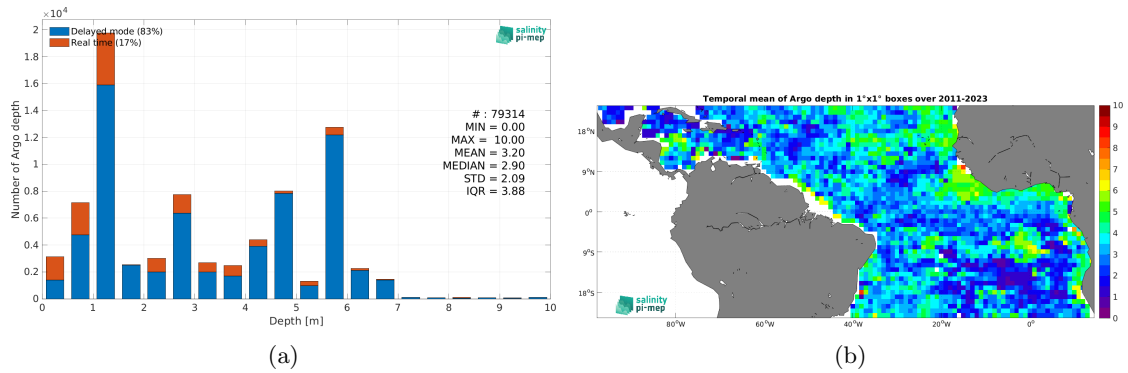 ×10⁴
Delayed mode (83%)
Real time (17%)
salinity
pi-mep
Number of Argo depth
2
1.8
1.6
1.4
1.2
1
0.8
0.6
0.4
0.2
0
# : 79314
MIN = 0.00
MAX = 10.00
MEAN = 3.20
MEDIAN = 2.90
STD = 2.09
IQR = 3.88
0 1 2 3 4 5 6 7 8 9 10
Depth [m]
(a)
Temporal mean of Argo depth in 1°x1° boxes over 2011-2023
18°N
9°N
0°
9°S
18°S
80°W 60°W 40°W 20°W 0°
salinity
pi-mep
10
9
8
7
6
5
4
3
2
1
0
(b)